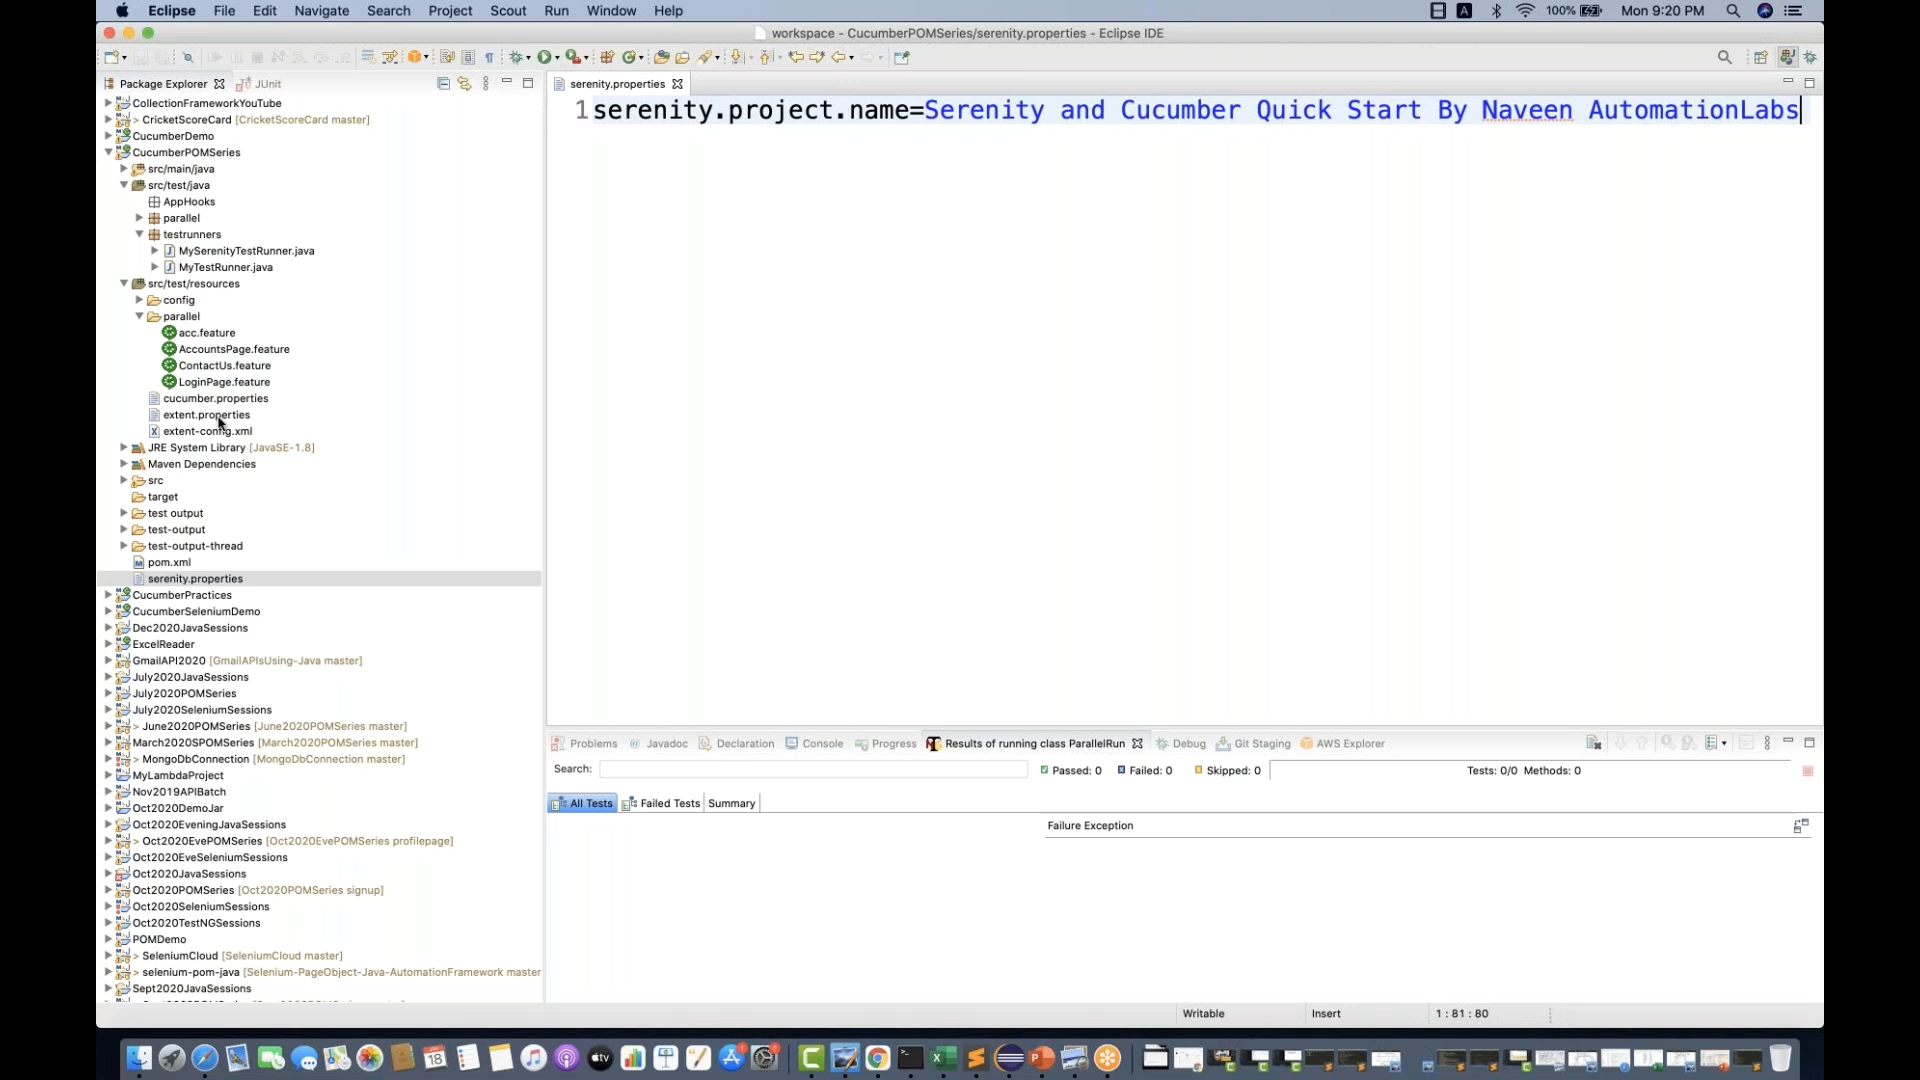 Eclipse File Edit Navigate Search Project Scout Run Window Help 100% Mon 9:20 PM
workspace - CucumberPOMSeries/serenity.properties - Eclipse IDE
Package Explorer JUnit
CollectionFrameworkYouTube
> CricketScoreCard [CricketScoreCard master]
CucumberDemo
CucumberPOMSeries
src/main/java
src/test/java
AppHooks
parallel
testrunners
MySerenityTestRunner.java
MyTestRunner.java
src/test/resources
config
parallel
acc.feature
AccountsPage.feature
ContactUs.feature
LoginPage.feature
cucumber.properties
extent.properties
extent-config.xml
JRE System Library [JavaSE-1.8]
Maven Dependencies
src
target
test output
test-output
test-output-thread
pom.xml
serenity.properties
CucumberPractices
CucumberSeleniumDemo
Dec2020JavaSessions
ExcelReader
GmailAPI2020 [GmailAPIsUsing-Java master]
July2020JavaSessions
July2020POMSeries
July2020SeleniumSessions
> June2020POMSeries [June2020POMSeries master]
March2020SPOMSeries [March2020POMSeries master]
> MongoDbConnection [MongoDbConnection master]
MyLambdaProject
Nov2019APIBatch
Oct2020DemoJar
Oct2020EveningJavaSessions
> Oct2020EvePOMSeries [Oct2020EvePOMSeries profilepage]
Oct2020EveSeleniumSessions
Oct2020JavaSessions
Oct2020POMSeries [Oct2020POMSeries signup]
Oct2020SeleniumSessions
Oct2020TestNGSessions
POMDemo
> SeleniumCloud [SeleniumCloud master]
> selenium-pom-java [Selenium-PageObject-Java-AutomationFramework master
Sept2020JavaSessions
serenity.properties
1 serenity.project.name=Serenity and Cucumber Quick Start By Naveen AutomationLabs
Problems Javadoc Declaration Console Progress Results of running class ParallelRun Debug Git Staging AWS Explorer
Search: Passed: 0 Failed: 0 Skipped: 0 Tests: 0/0 Methods: 0
All Tests Failed Tests Summary
Failure Exception
Writable Insert 1 : 81 : 80
18